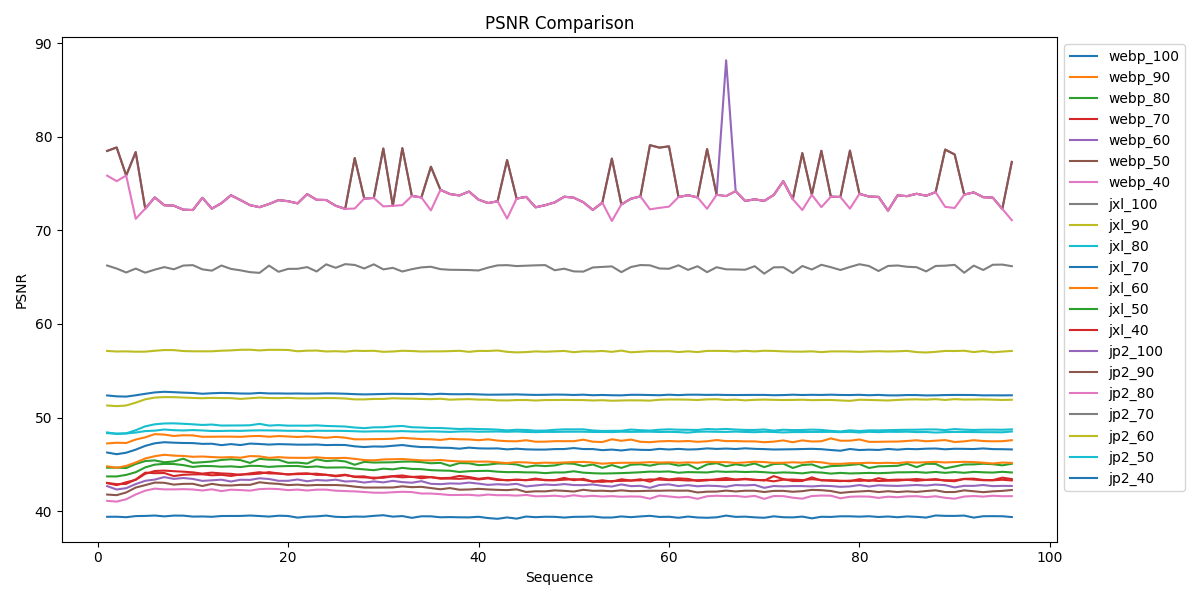 PSNR Comparison
PSNR
90
80
70
60
50
40
0
20
40
60
80
100
Sequence
webp_100
webp_90
webp_80
webp_70
webp_60
webp_50
webp_40
jxl_100
jxl_90
jxl_80
jxl_70
jxl_60
jxl_50
jxl_40
jp2_100
jp2_90
jp2_80
jp2_70
jp2_60
jp2_50
jp2_40